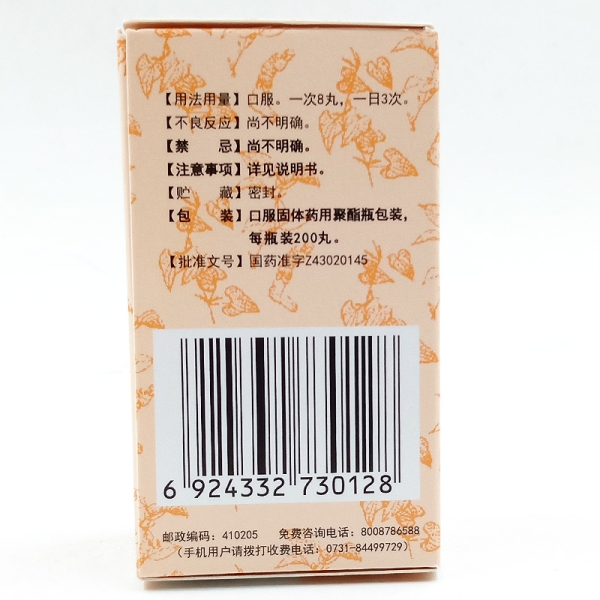 【用法用量】口服。一次8丸，一日3次。
【不良反应】尚不明确。
【禁　　忌】尚不明确。
【注意事项】详见说明书。
【贮　　藏】密封。
【包　　装】口服固体药用聚酯瓶包装，
每瓶装200丸。
【批准文号】国药准字Z43020145
6 924332 730128
邮政编码：410205　免费咨询电话：8008786588
（手机用户请拨打收费电话：0731-84499729）